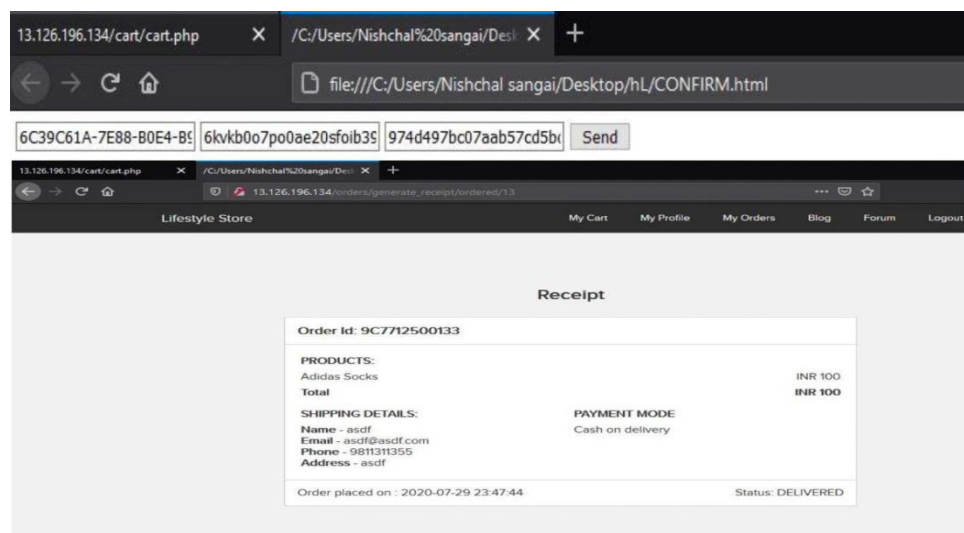 13.126.196.134/cart/cart.php × /C:/Users/Nishchal%20sangai/Desk × +
file:///C:/Users/Nishchal sangai/Desktop/hL/CONFIRM.html
6C39C61A-7E88-B0E4-B9 6kvkb0o7po0ae20sfoib39 974d497bc07aab57cd5b Send
13.126.196.134/cart/cart.php × /C:/Users/Nishchal%20sangai/Desk × +
13.126.196.134/orders/generate_receipt/ordered/13
Lifestyle Store My Cart My Profile My Orders Blog Forum Logout
Receipt
Order Id: 9C7712500133
PRODUCTS:
Adidas Socks INR 100
Total INR 100
SHIPPING DETAILS: PAYMENT MODE
Name - asdf Cash on delivery
Email - asdf@asdf.com
Phone - 9811311355
Address - asdf
Order placed on : 2020-07-29 23:47:44 Status: DELIVERED